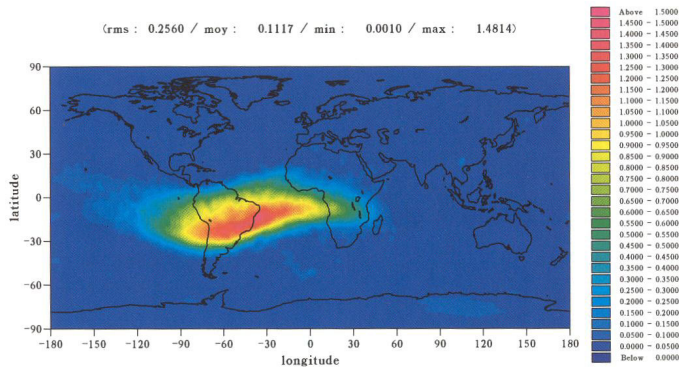 (rms : 0.2560 / moy : 0.1117 / min : 0.0010 / max : 1.4814)
90
60
30
0
-30
-60
-90
latitude
-180 -150 -120 -90 -60 -30 0 30 60 90 120 150 180
longitude
Above 1.5000
1.4500 - 1.5000
1.4000 - 1.4500
1.3500 - 1.4000
1.3000 - 1.3500
1.2500 - 1.3000
1.2000 - 1.2500
1.1500 - 1.2000
1.1000 - 1.1500
1.0500 - 1.1000
1.0000 - 1.0500
0.9500 - 1.0000
0.9000 - 0.9500
0.8500 - 0.9000
0.8000 - 0.8500
0.7500 - 0.8000
0.7000 - 0.7500
0.6500 - 0.7000
0.6000 - 0.6500
0.5500 - 0.6000
0.5000 - 0.5500
0.4500 - 0.5000
0.4000 - 0.4500
0.3500 - 0.4000
0.3000 - 0.3500
0.2500 - 0.3000
0.2000 - 0.2500
0.1500 - 0.2000
0.1000 - 0.1500
0.0500 - 0.1000
0.0000 - 0.0500
Below 0.0000